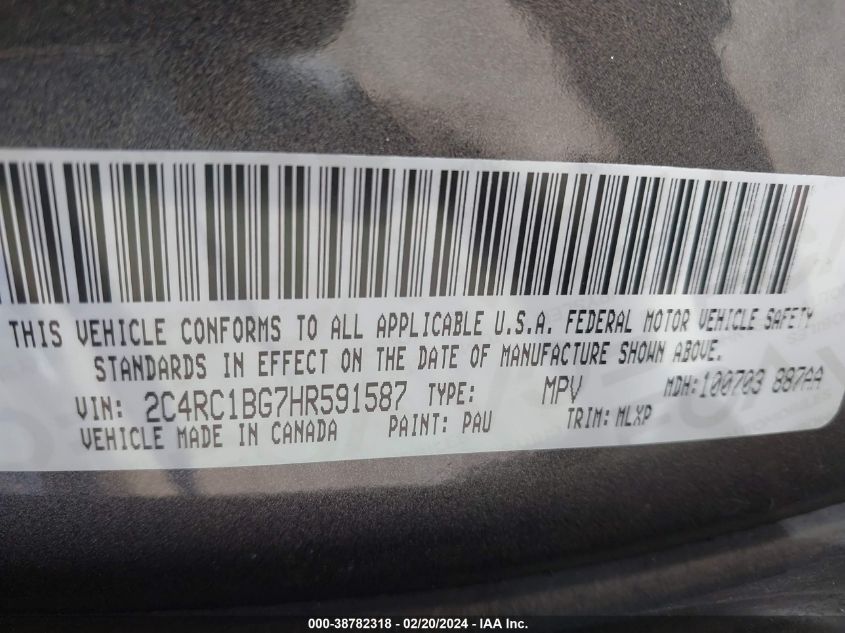 THIS VEHICLE CONFORMS TO ALL APPLICABLE U.S.A. FEDERAL MOTOR VEHICLE SAFETY
STANDARDS IN EFFECT ON THE DATE OF MANUFACTURE SHOWN ABOVE.
VIN: 2C4RC1BG7HR591587 TYPE: MPV MDH:100703 887AA
VEHICLE MADE IN CANADA PAINT: PAU TRIM: MLXP
000-38782318 - 02/20/2024 - IAA Inc.